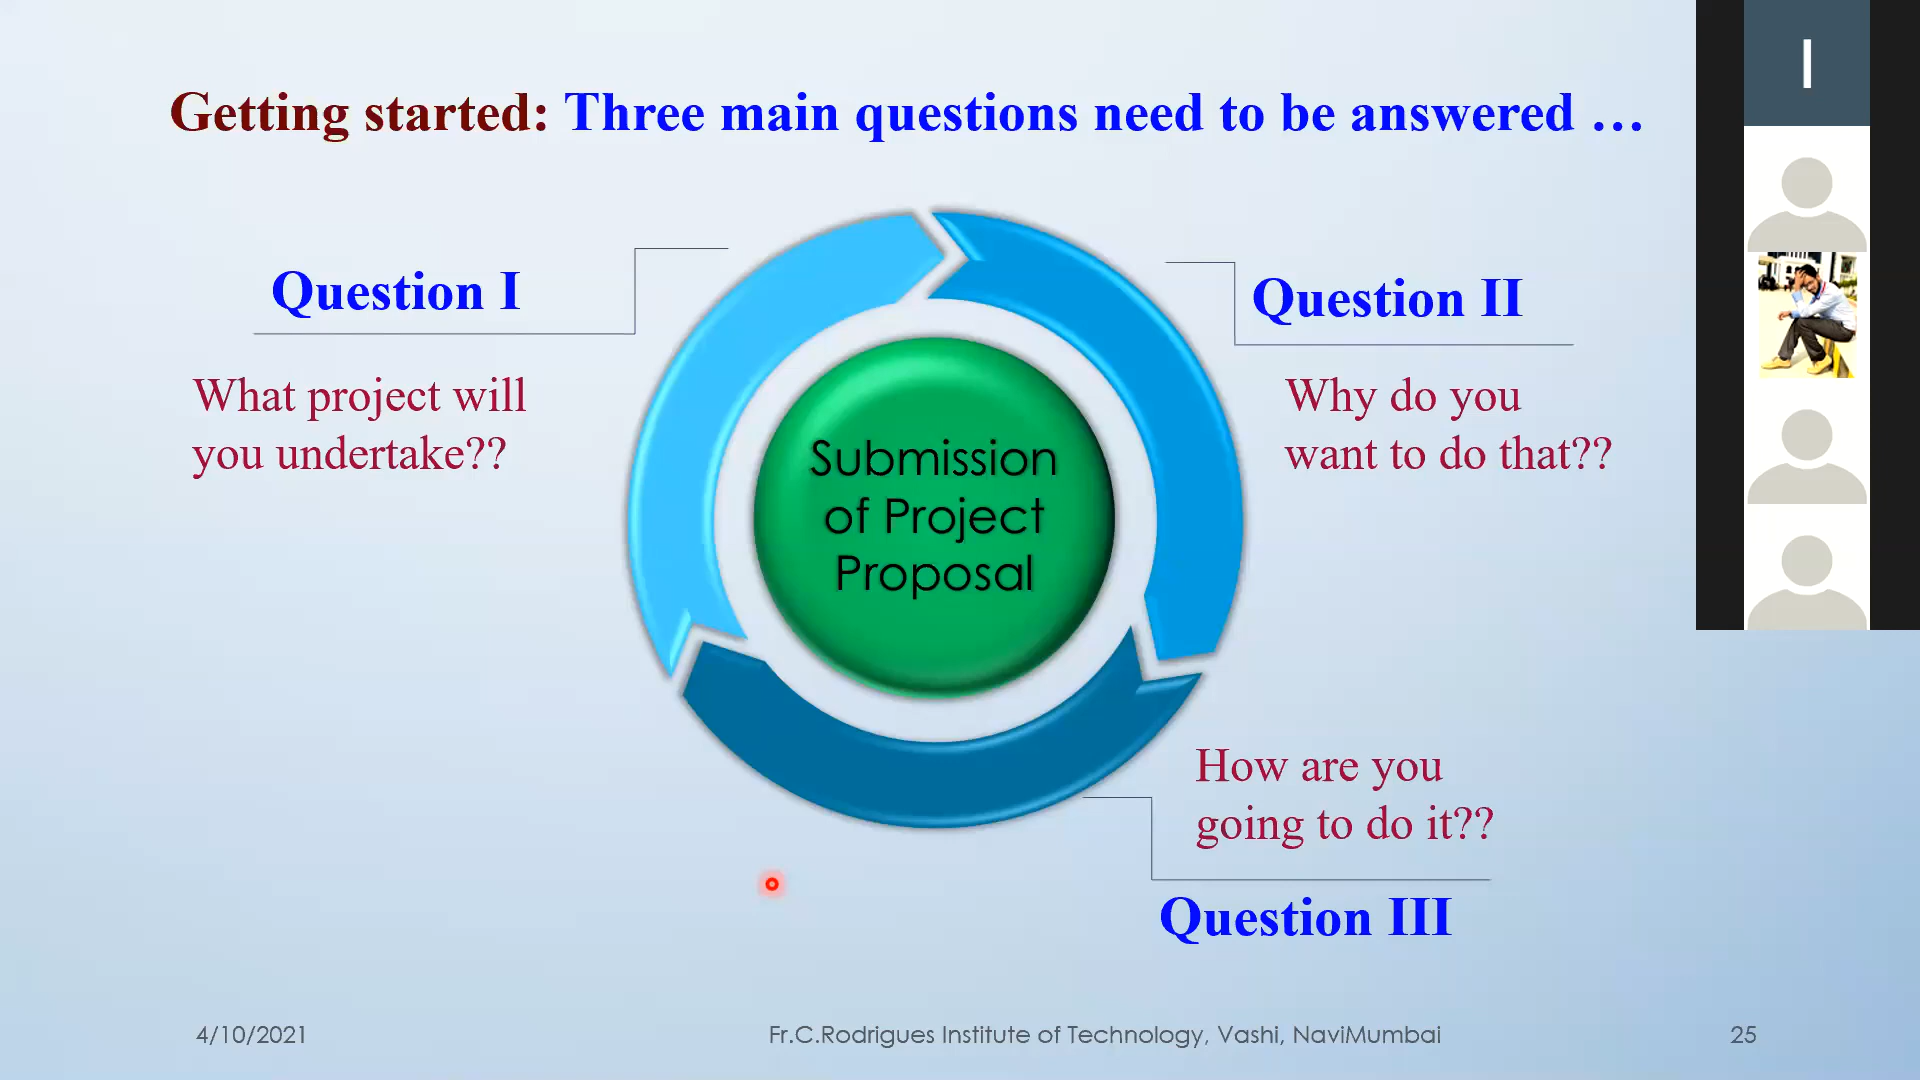 Getting started: Three main questions need to be answered …
I
Question I
What project will
you undertake??
Question II
Why do you
want to do that??
Submission
of Project
Proposal
How are you
going to do it??
Question III
4/10/2021
Fr.C.Rodrigues Institute of Technology, Vashi, NaviMumbai
25